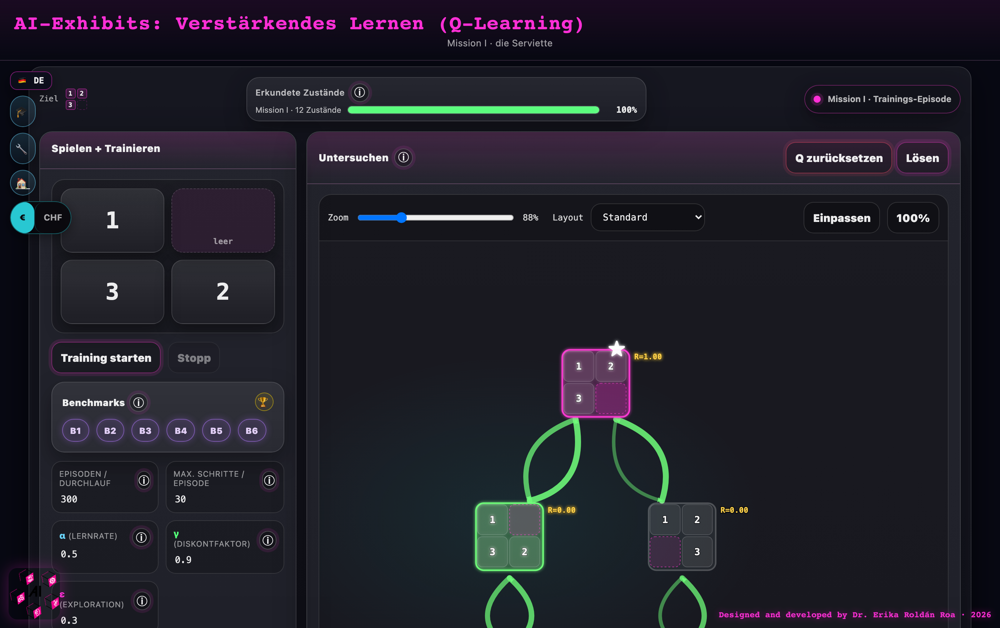 AI-Exhibits: Verstärkendes Lernen (Q-Learning)
Mission I · die Serviette
DE
Ziel
1 2
3
Erkundete Zustände
Mission I · 12 Zustände 100%
Mission I · Trainings-Episode
€ CHF
Spielen + Trainieren
1
leer
3 2
Training starten Stopp
Benchmarks
B1 B2 B3 B4 B5 B6
EPISODEN / DURCHLAUF
300
MAX. SCHRITTE / EPISODE
30
α (LERNRATE)
0.5
γ (DISKONTFAKTOR)
0.9
ε (EXPLORATION)
0.3
AI
Untersuchen
Q zurücksetzen Lösen
Zoom 88% Layout Standard Einpassen 100%
1 2
3
R=1.00
1
3 2
R=0.00
1 2
3
R=0.00
Designed and developed by Dr. Erika Roldán Roa · 2026